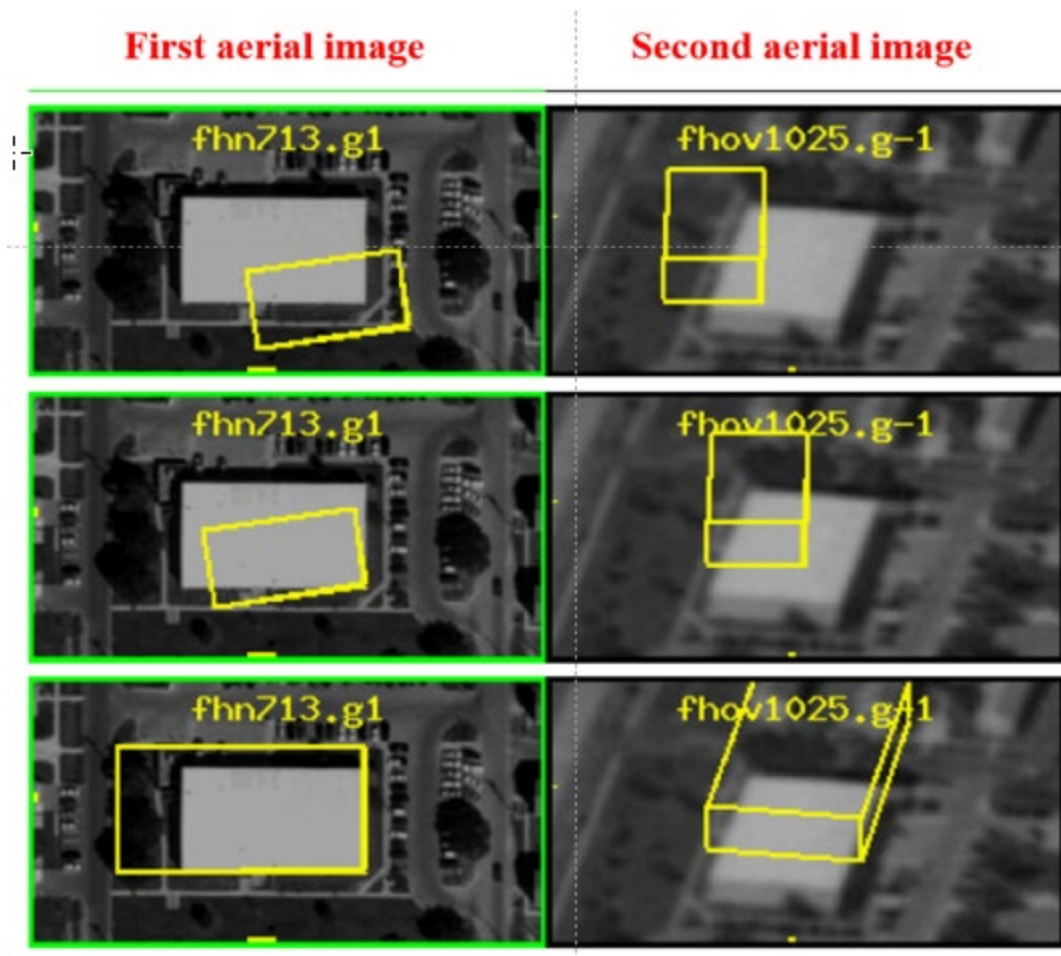 First aerial image
Second aerial image
fhn713.g1
fhov1025.g-1
fhn713.g1
fhov1025.g-1
fhn713.g1
fhov1025.g-1